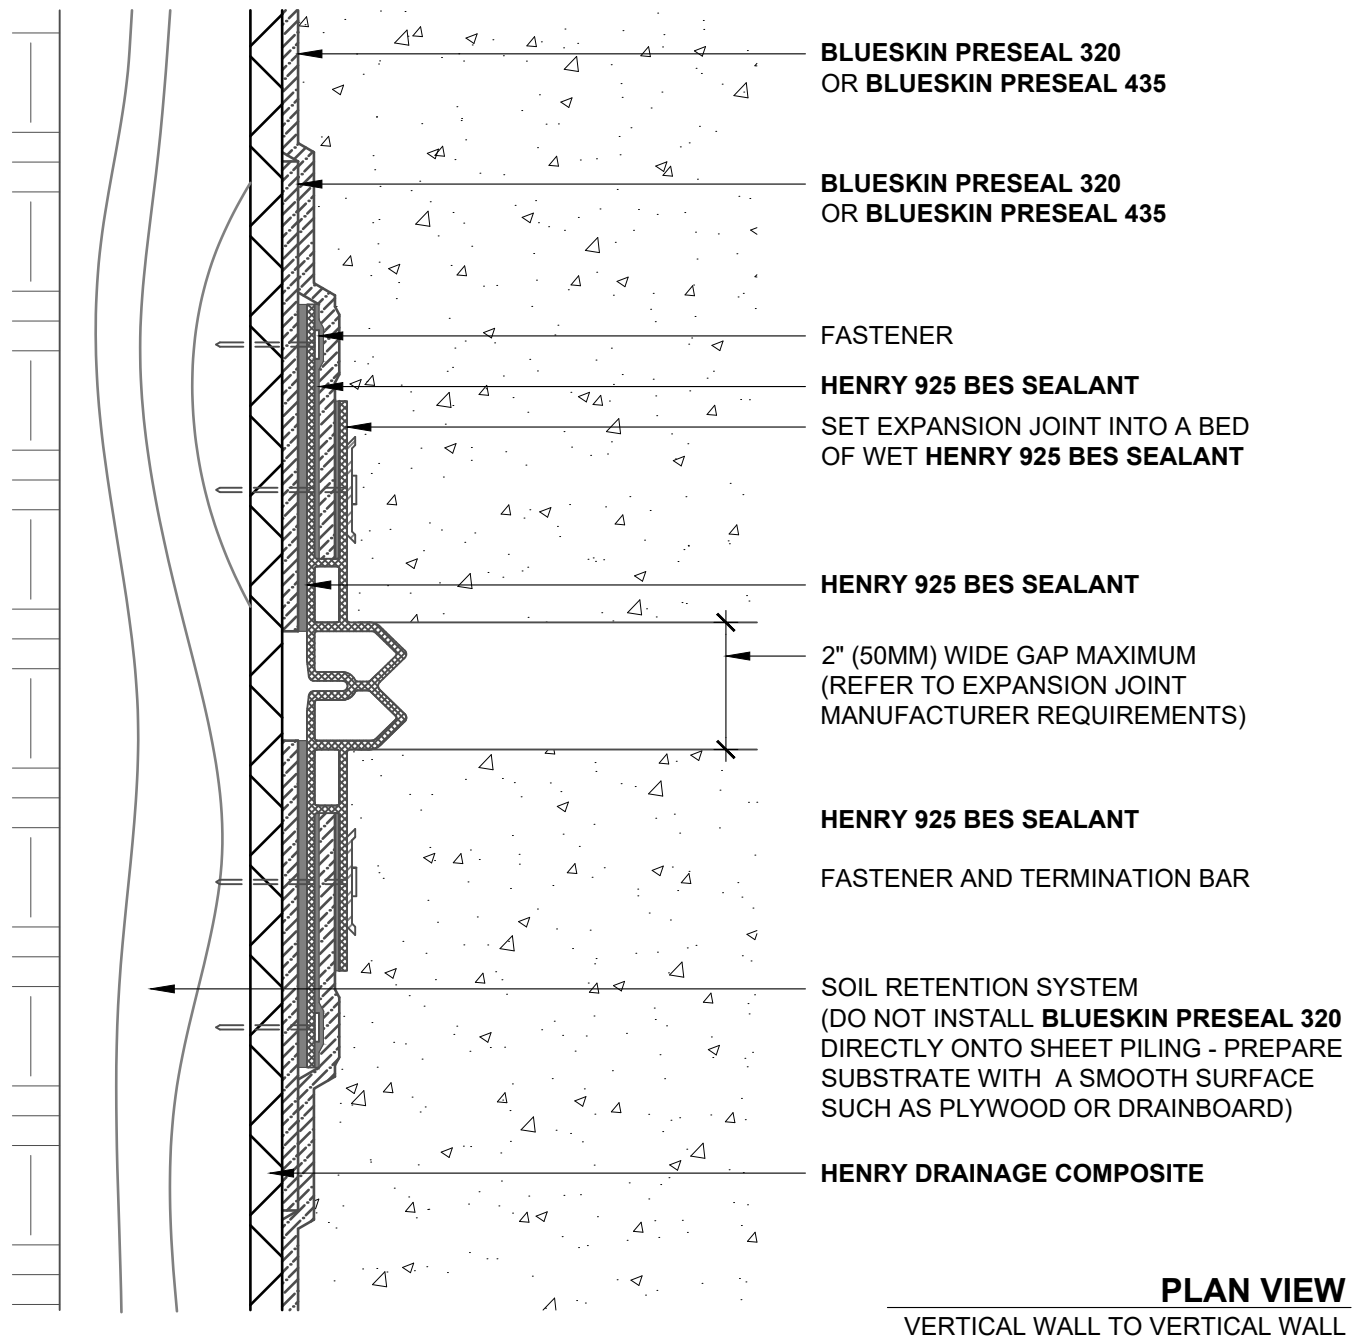 BLUESKIN PRESEAL 320
OR BLUESKIN PRESEAL 435
BLUESKIN PRESEAL 320
OR BLUESKIN PRESEAL 435
FASTENER
HENRY 925 BES SEALANT
SET EXPANSION JOINT INTO A BED
OF WET HENRY 925 BES SEALANT
HENRY 925 BES SEALANT
2" (50MM) WIDE GAP MAXIMUM
(REFER TO EXPANSION JOINT
MANUFACTURER REQUIREMENTS)
HENRY 925 BES SEALANT
FASTENER AND TERMINATION BAR
SOIL RETENTION SYSTEM
(DO NOT INSTALL BLUESKIN PRESEAL 320
DIRECTLY ONTO SHEET PILING - PREPARE
SUBSTRATE WITH A SMOOTH SURFACE
SUCH AS PLYWOOD OR DRAINBOARD)
HENRY DRAINAGE COMPOSITE
PLAN VIEW
VERTICAL WALL TO VERTICAL WALL